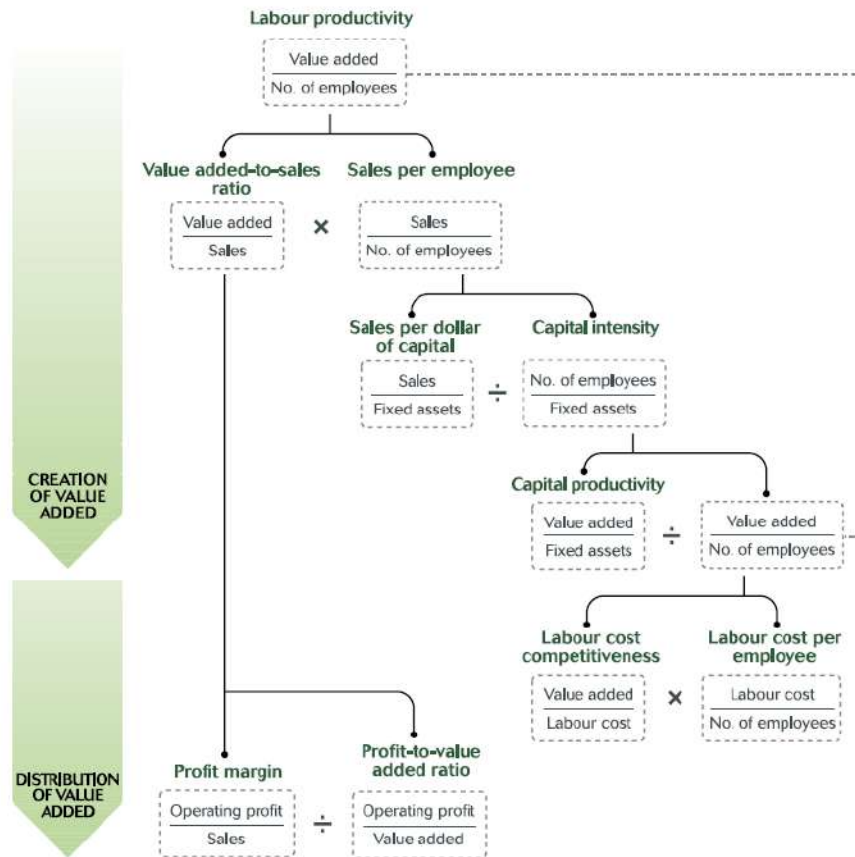 Labour productivity
Value added
No. of employees
Value added-to-sales
ratio
Sales per employee
Value added
Sales
×
Sales
No. of employees
Sales per dollar
of capital
Capital intensity
Sales
Fixed assets
÷
No. of employees
Fixed assets
CREATION
OF VALUE
ADDED
Capital productivity
Value added
Fixed assets
÷
Value added
No. of employees
Labour cost
competitiveness
Labour cost per
employee
Value added
Labour cost
×
Labour cost
No. of employees
DISTRIBUTION
OF VALUE
ADDED
Profit margin
Profit-to-value
added ratio
Operating profit
Sales
÷
Operating profit
Value added